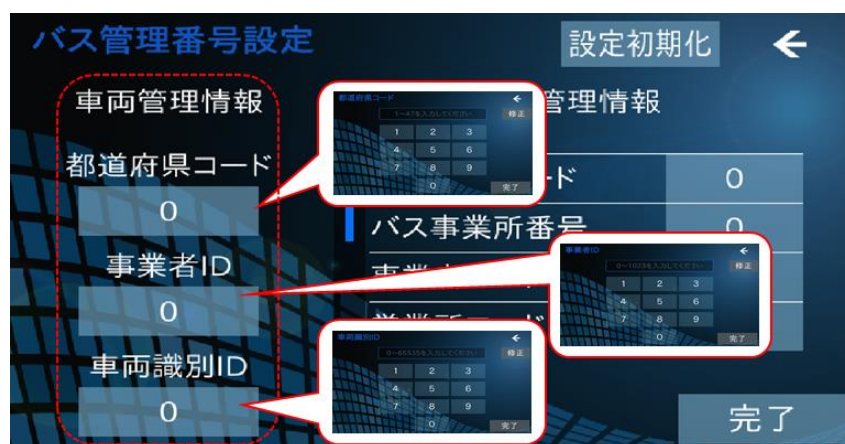 バス管理番号設定
設定初期化
←
車両管理情報
管理情報
都道府県コード
0
事業者ID
0
車両識別ID
0
ード
0
バス事業所番号
0
完了
都道府県コード
←
1~47を入力してください
修正
1 2 3
4 5 6
7 8 9
0
完了
事業者ID
←
0~1023を入力してください
修正
1 2 3
4 5 6
7 8 9
0
完了
車両識別ID
←
0~65535を入力してください
修正
1 2 3
4 5 6
7 8 9
0
完了